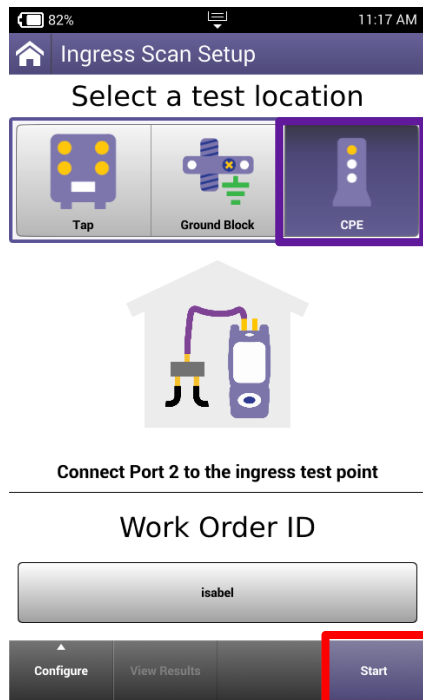 82%
11:17 AM
Ingress Scan Setup
Select a test location
Tap
Ground Block
CPE
Connect Port 2 to the ingress test point
Work Order ID
isabel
Configure
View Results
Start